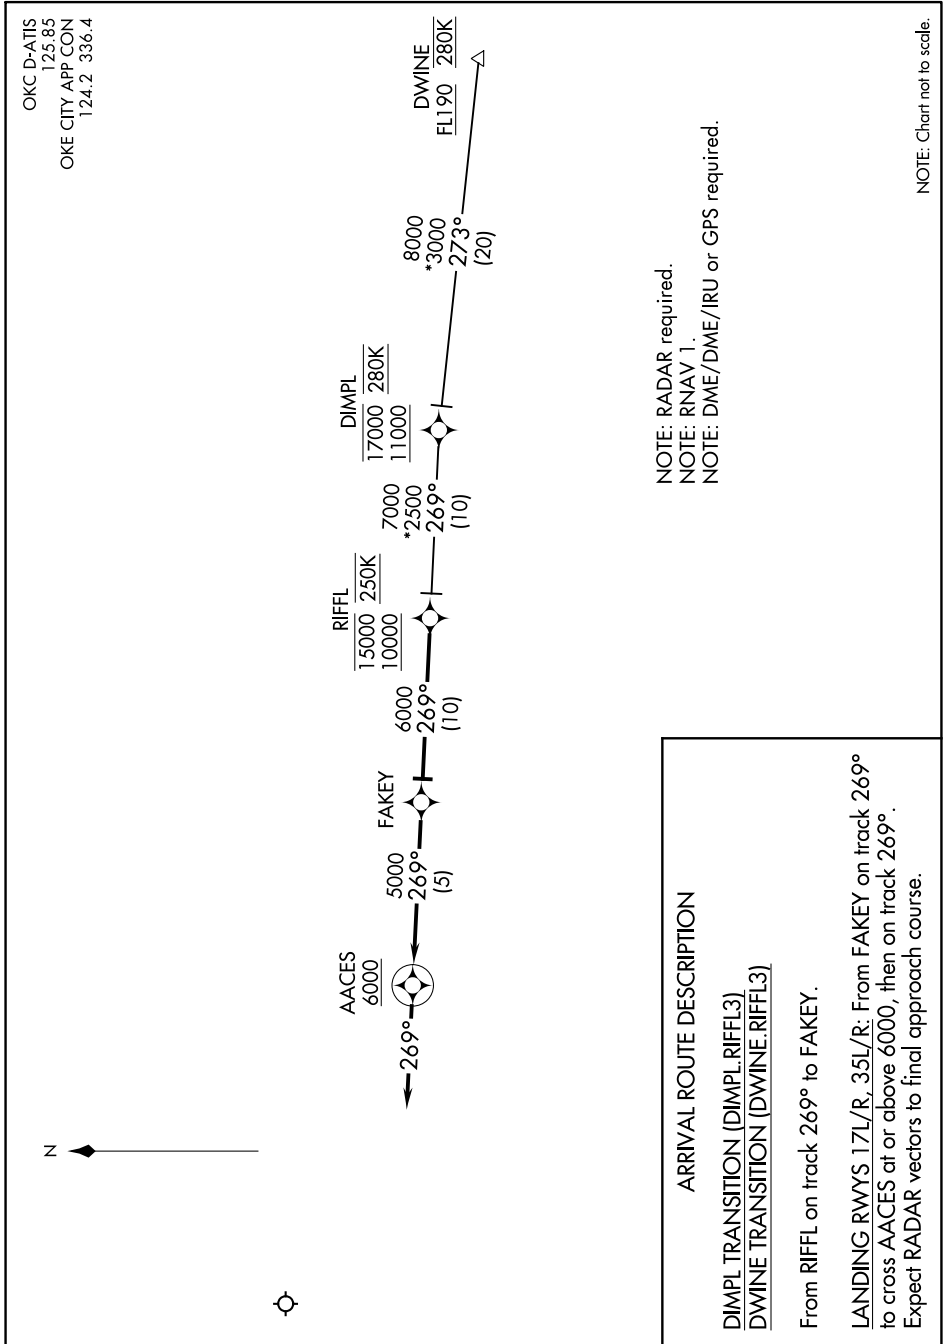 OKC D-ATIS
125.85
OKE CITY APP CON
124.2 336.4
N
AACES
6000
269°
5000
269°
(5)
FAKEY
6000
269°
(10)
RIFFL
15000 250K
10000
7000
*2500
269°
(10)
DIMPL
17000 280K
11000
8000
*3000
273°
(20)
DWINE
FL190 280K
NOTE: RADAR required.
NOTE: RNAV 1.
NOTE: DME/DME/IRU or GPS required.
ARRIVAL ROUTE DESCRIPTION
DIMPL TRANSITION (DIMPL.RIFFL3)
DWINE TRANSITION (DWINE.RIFFL3)
From RIFFL on track 269° to FAKEY.
LANDING RWYS 17L/R, 35L/R: From FAKEY on track 269°
to cross AACES at or above 6000, then on track 269°.
Expect RADAR vectors to final approach course.
NOTE: Chart not to scale.